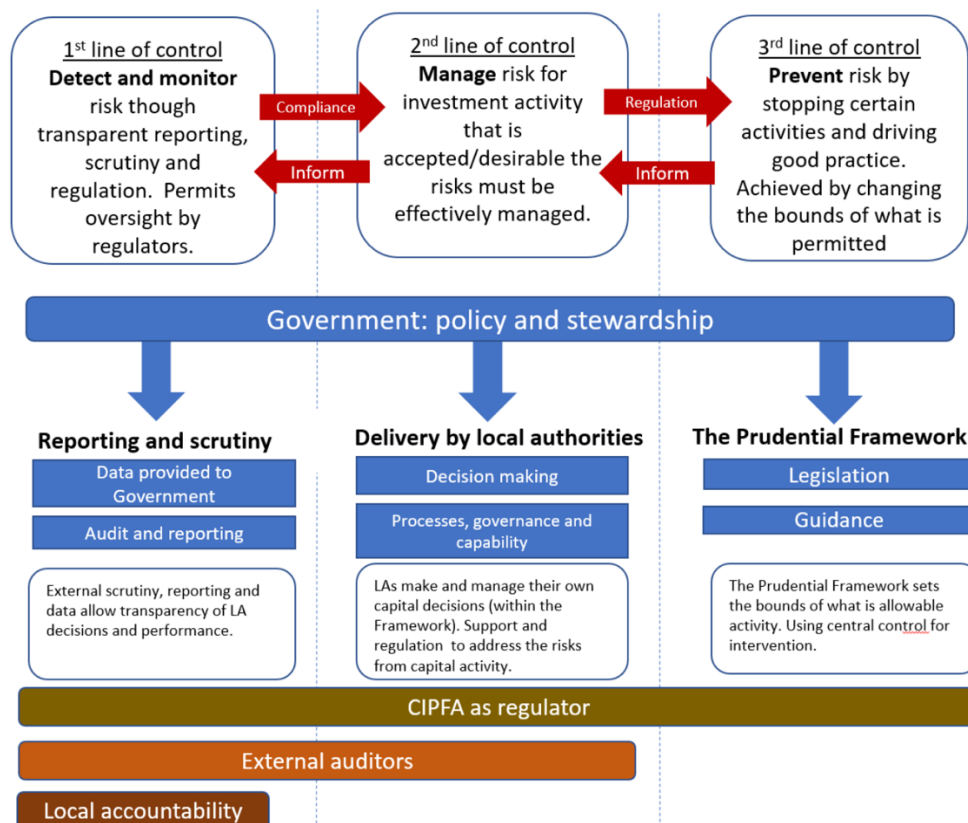 1st line of control
Detect and monitor
risk though
transparent reporting,
scrutiny and
regulation. Permits
oversight by
regulators.
Compliance
Inform
2nd line of control
Manage risk for
investment activity
that is
accepted/desirable the
risks must be
effectively managed.
Regulation
Inform
3rd line of control
Prevent risk by
stopping certain
activities and driving
good practice.
Achieved by changing
the bounds of what is
permitted
Government: policy and stewardship
Reporting and scrutiny
Data provided to
Government
Audit and reporting
External scrutiny, reporting and
data allow transparency of LA
decisions and performance.
Delivery by local authorities
Decision making
Processes, governance and
capability
LAs make and manage their own
capital decisions (within the
Framework). Support and
regulation to address the risks
from capital activity.
The Prudential Framework
Legislation
Guidance
The Prudential Framework sets
the bounds of what is allowable
activity. Using central control for
intervention.
CIPFA as regulator
External auditors
Local accountability